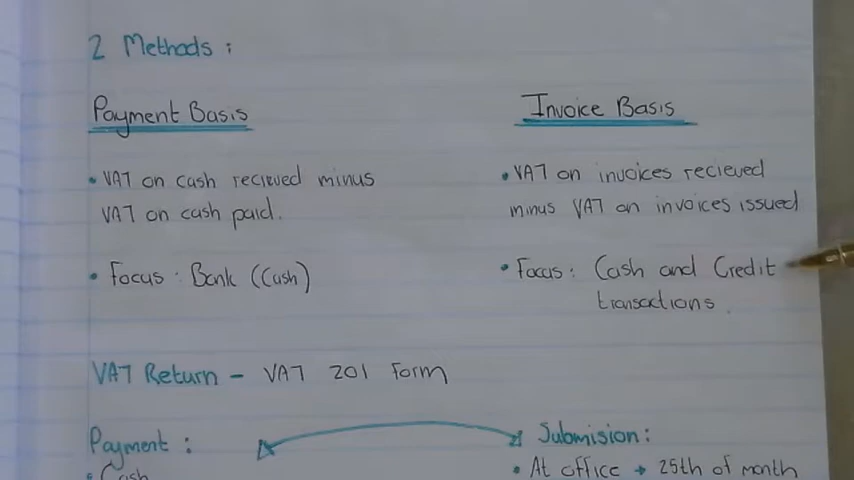 2 Methods :
Payment Basis
• VAT on cash recieved minus
VAT on cash paid.
• Focus : Bank (Cash)
Invoice Basis
• VAT on invoices recieved
minus VAT on invoices issued
• Focus: Cash and Credit
transactions.
VAT Return - VAT 201 Form
Payment :
• Cash
Submision:
• At office → 25th of month